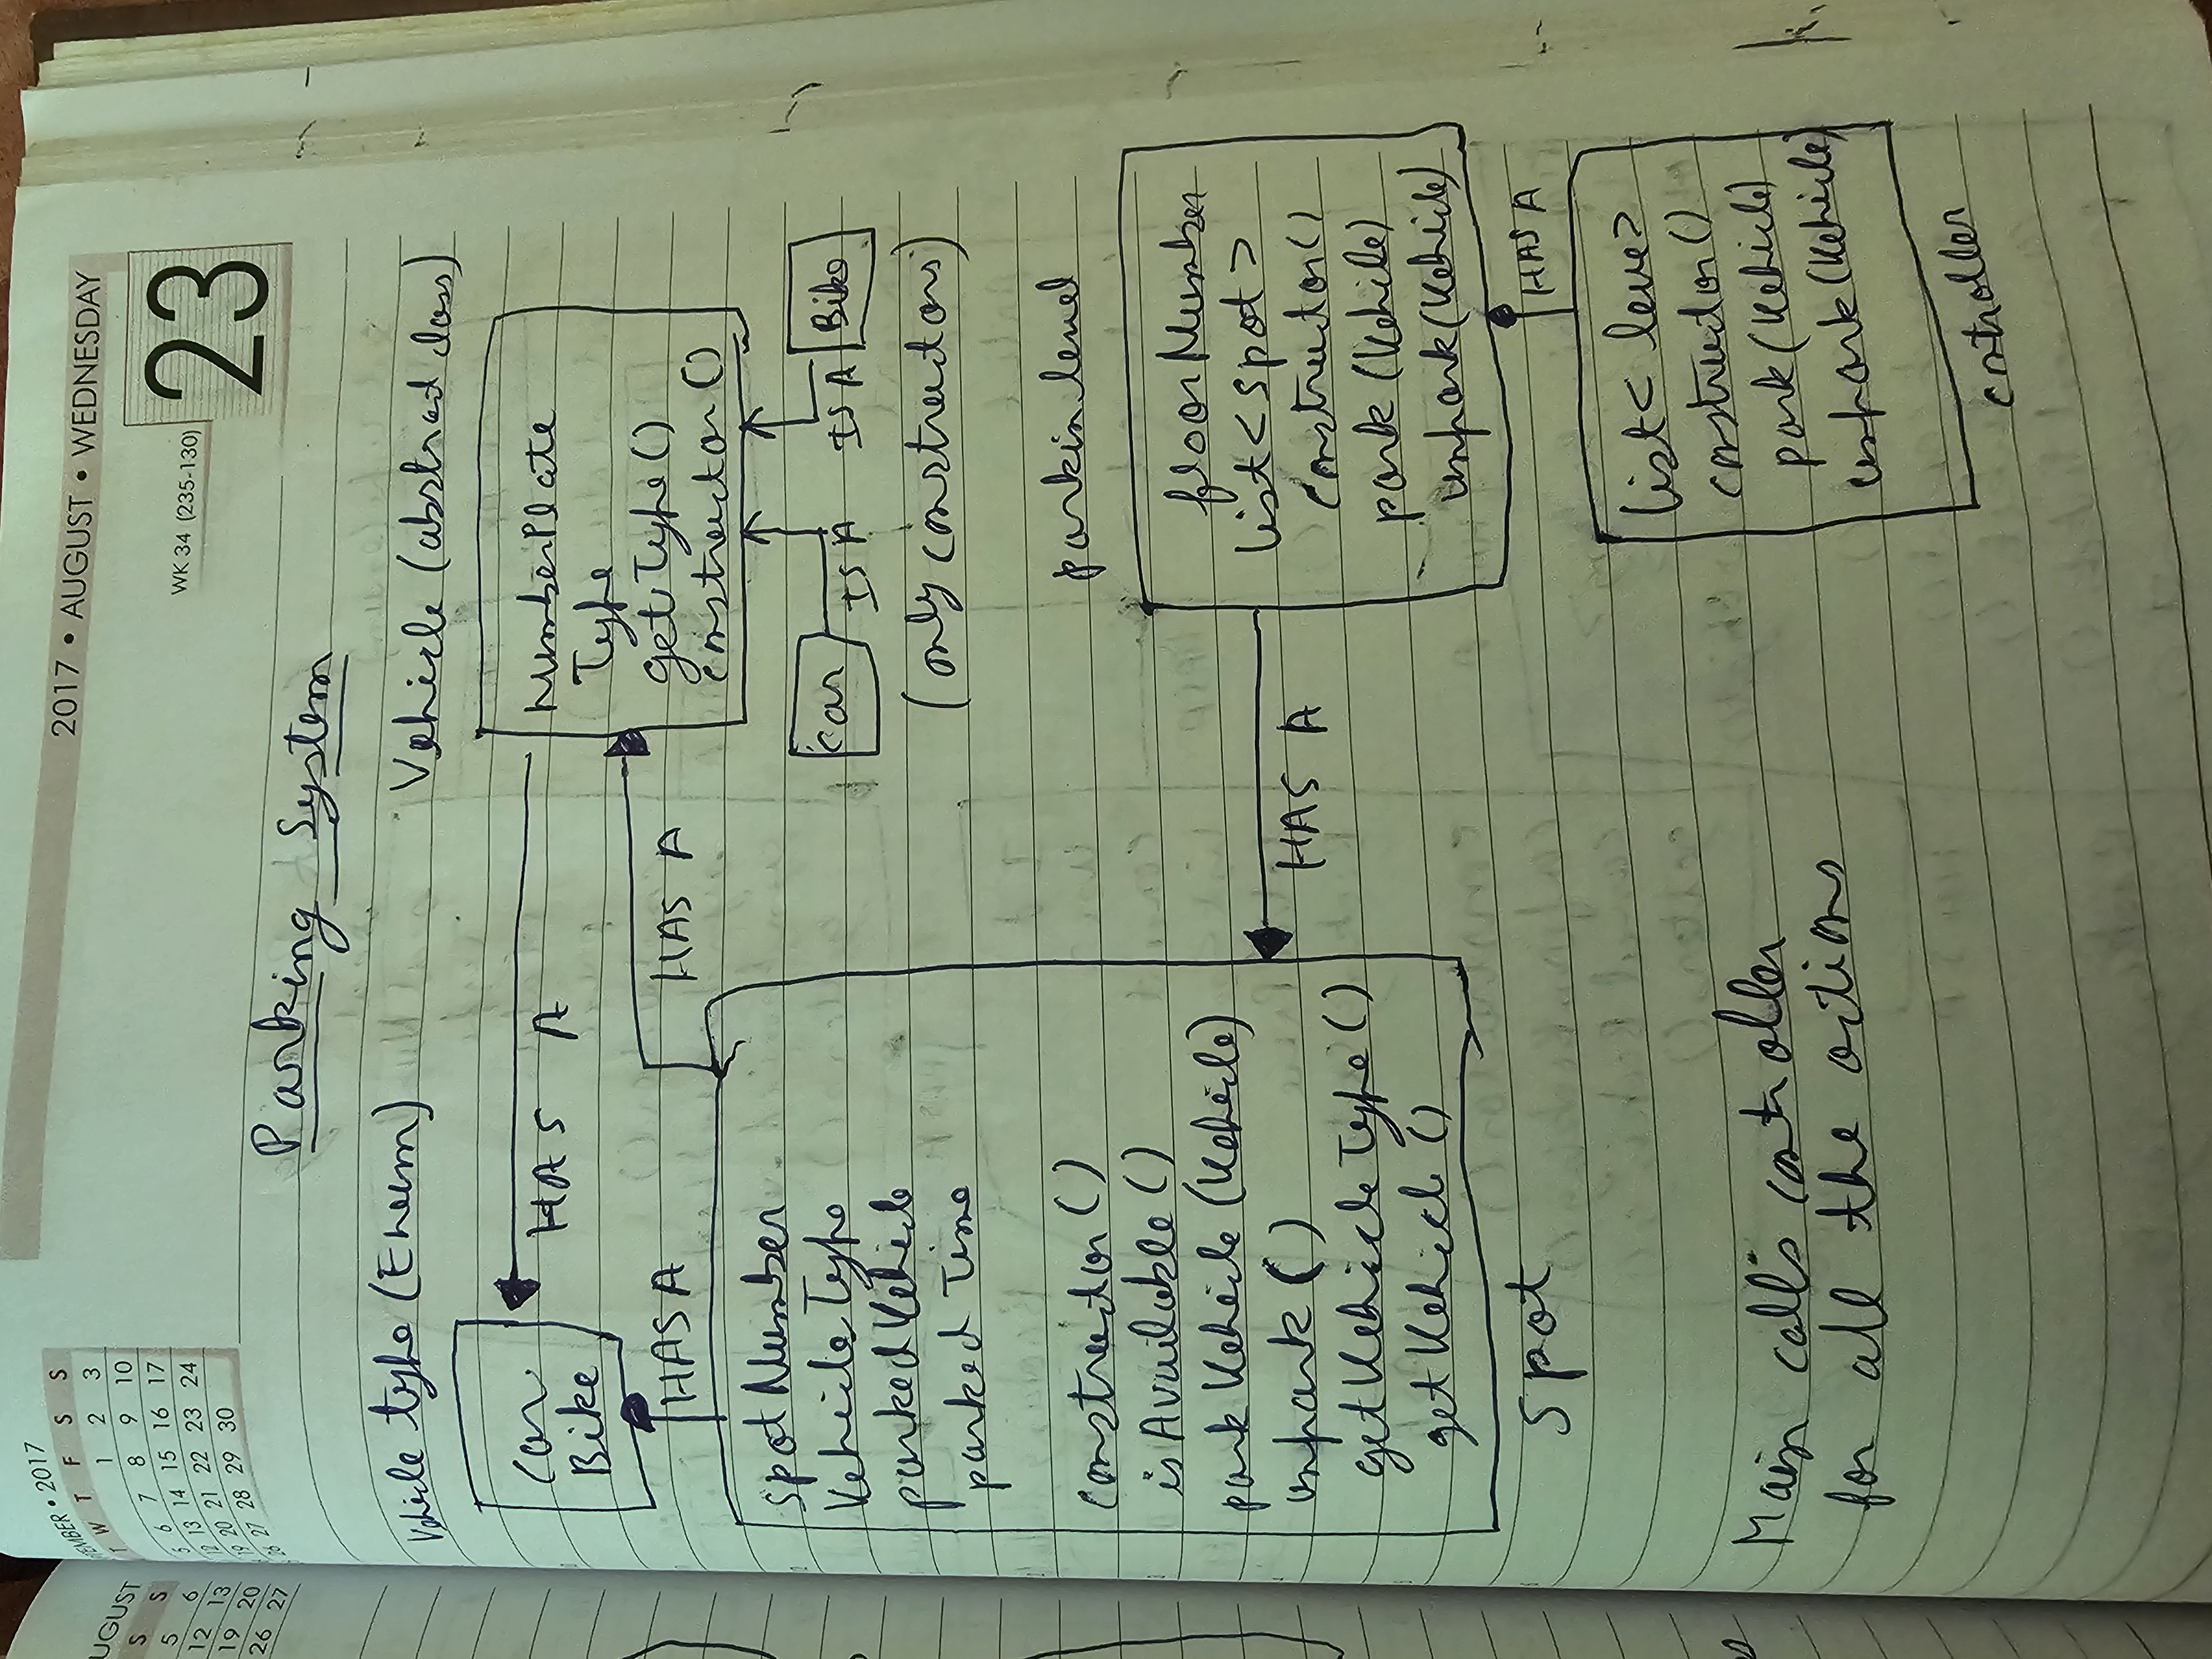 UGUST
S S
5 6
12 13
19 20
26 27
TEMBER • 2017
T W T F S S
1 2 3
5 6 7 8 9 10
12 13 14 15 16 17
19 20 21 22 23 24
26 27 28 29 30
2017 • AUGUST • WEDNESDAY
WK 34 (235-130)
23
Parking System
Vehicle type (Enum)
Car
Bike
HAS A
Vehicle (abstract class)
NumberPlate
Type
getType()
constructor()
HAS A
HAS A
Car
IS A
IS A
Bike
(only constructors)
spotNumber
VehicleType
parkedVehicle
parked Time
constructor()
isAvailable()
park Vehicle (Vehicle)
unpark()
getVehicleType()
getVehicle()
Spot
HAS A
parkin level
floorNumber
list<spot>
constructor()
park (Vehicle)
unpark(Vehicle)
HAS A
list< leve>
constructor()
park(Vehicle)
unpark(Vehicle)
controller
Main calls controller
for all the actions